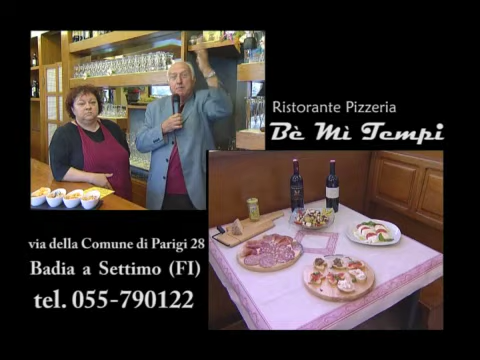 Ristorante Pizzeria
Bè Mì Tempi
via della Comune di Parigi 28
Badia a Settimo (FI)
tel. 055-790122